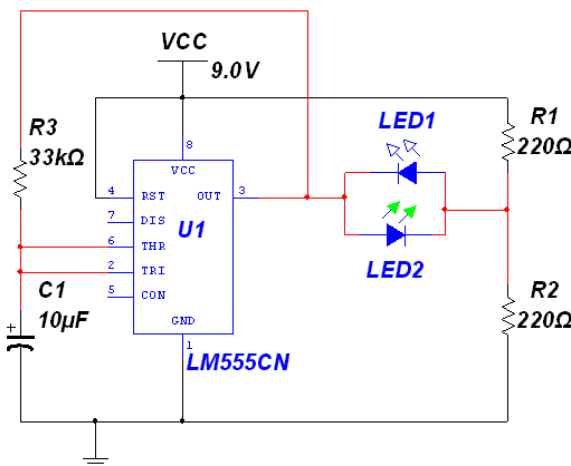 VCC
9.0V
R3
33kΩ
R1
220Ω
LED1
8
VCC
4
RST
OUT
3
7
DIS
U1
6
THR
LED2
2
TRI
C1
10µF
5
CON
R2
220Ω
GND
+
1
LM555CN